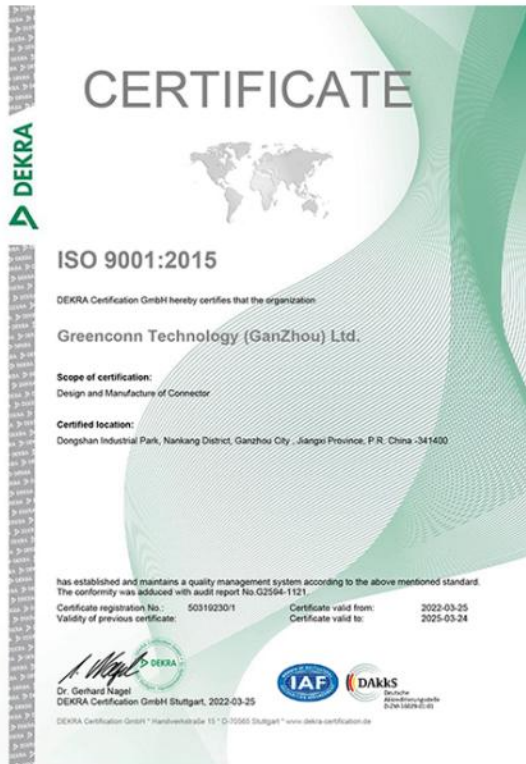 CERTIFICATE
DEKRA
ISO 9001:2015
DEKRA Certification GmbH hereby certifies that the organization
Greenconn Technology (GanZhou) Ltd.
Scope of certification:
Design and Manufacture of Connector
Certified location:
Dongshan Industrial Park, Nankang District, Ganzhou City , Jiangxi Province, P.R. China -341400
has established and maintains a quality management system according to the above mentioned standard.
The conformity was adduced with audit report No.G2594-1121.
Certificate registration No.: 50319230/1 Certificate valid from: 2022-03-25
Validity of previous certificate: Certificate valid to: 2025-03-24
DEKRA
Dr. Gerhard Nagel
DEKRA Certification GmbH Stuttgart, 2022-03-25
IAF
DAkkS
Deutsche
Akkreditierungsstelle
DEKRA Certification GmbH * Handwerkstraße 15 * D-70565 Stuttgart * www.dekra-certification.de